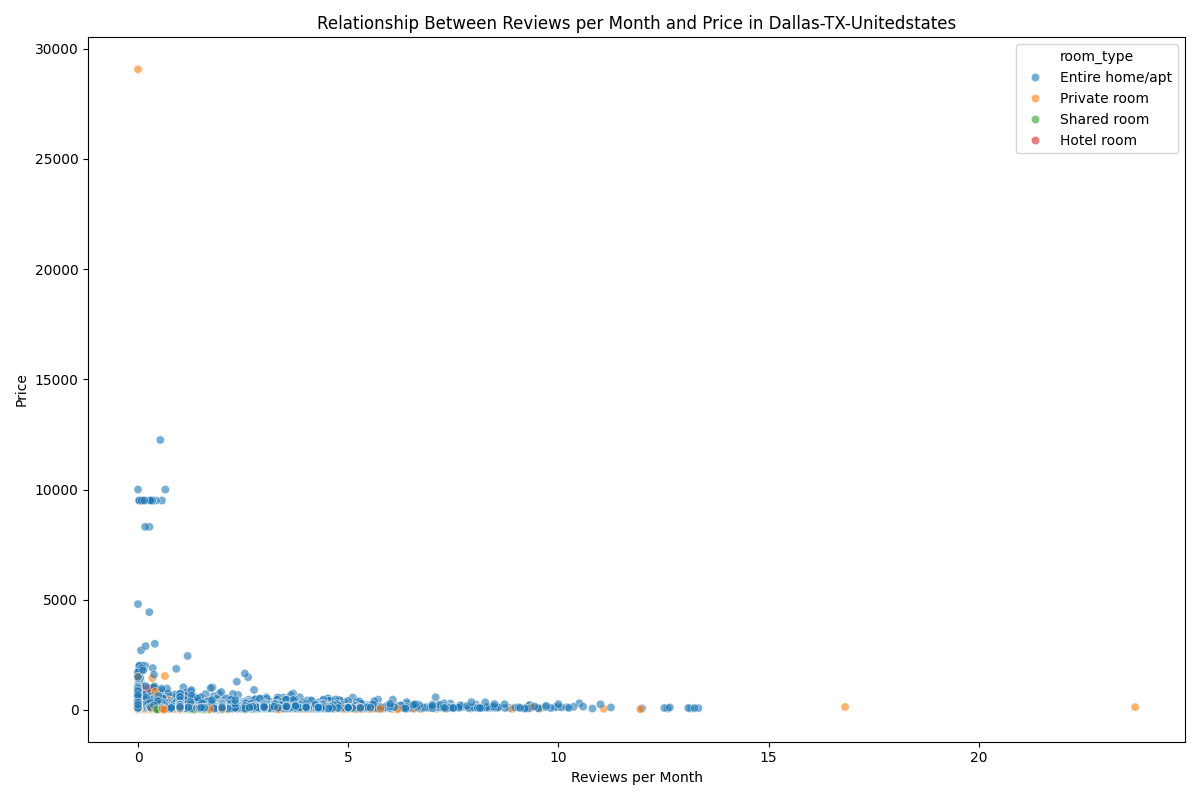 Relationship Between Reviews per Month and Price in Dallas-TX-Unitedstates
room_type
Entire home/apt
Private room
Shared room
Hotel room
30000
25000
20000
15000
10000
5000
0
Price
0 5 10 15 20
Reviews per Month